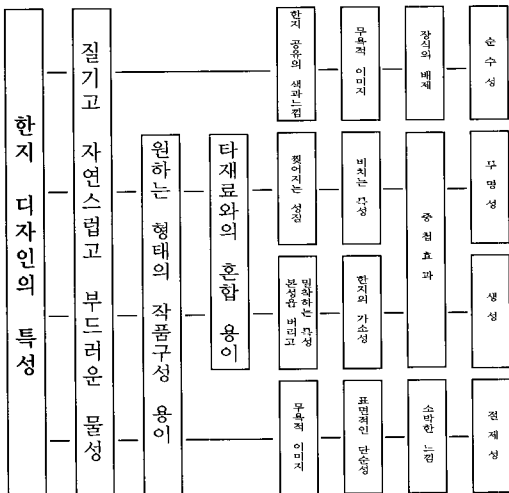 한지 디자인의 특성
질기고 자연스럽고 부드러운 물성
원하는 형태의 작품구성 용이
타재료와의 혼합 용이
한지 공유의 색과느낌
무욕적 이미지
장식의 배제
순수성
찢어지는 성질
비치는 특성
중첩효과
투명성
본성을 버리고
밀착하는 특성
한지의 가소성
생성
무욕적 이미지
표면적인 단순성
소박한 느낌
절제성